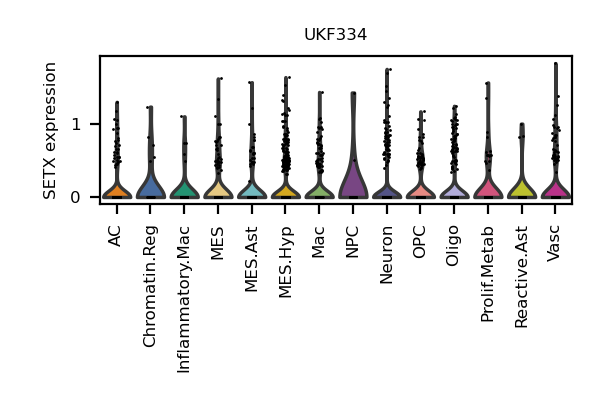 UKF334
SETX expression
1
0
AC
Chromatin.Reg
Inflammatory.Mac
MES
MES.Ast
MES.Hyp
Mac
NPC
Neuron
OPC
Oligo
Prolif.Metab
Reactive.Ast
Vasc